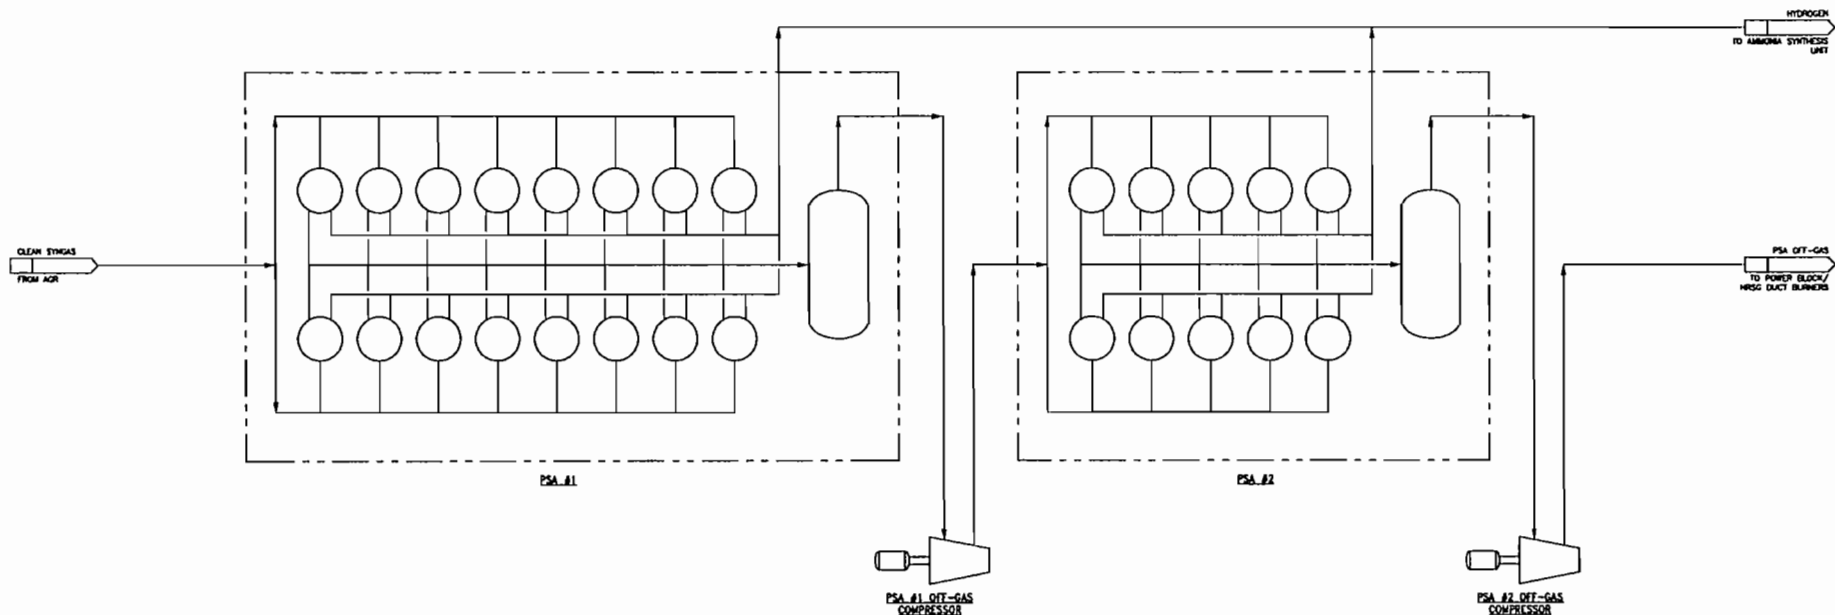 HYDROGEN
TO AMMONIA SYNTHESIS
UNIT
CLEAN SYNGAS
FROM AGR
PSA OFF-GAS
TO POWER BLOCK/
HRSG DUCT BURNERS
PSA #1
PSA #2
PSA #1 OFF-GAS
COMPRESSOR
PSA #2 OFF-GAS
COMPRESSOR